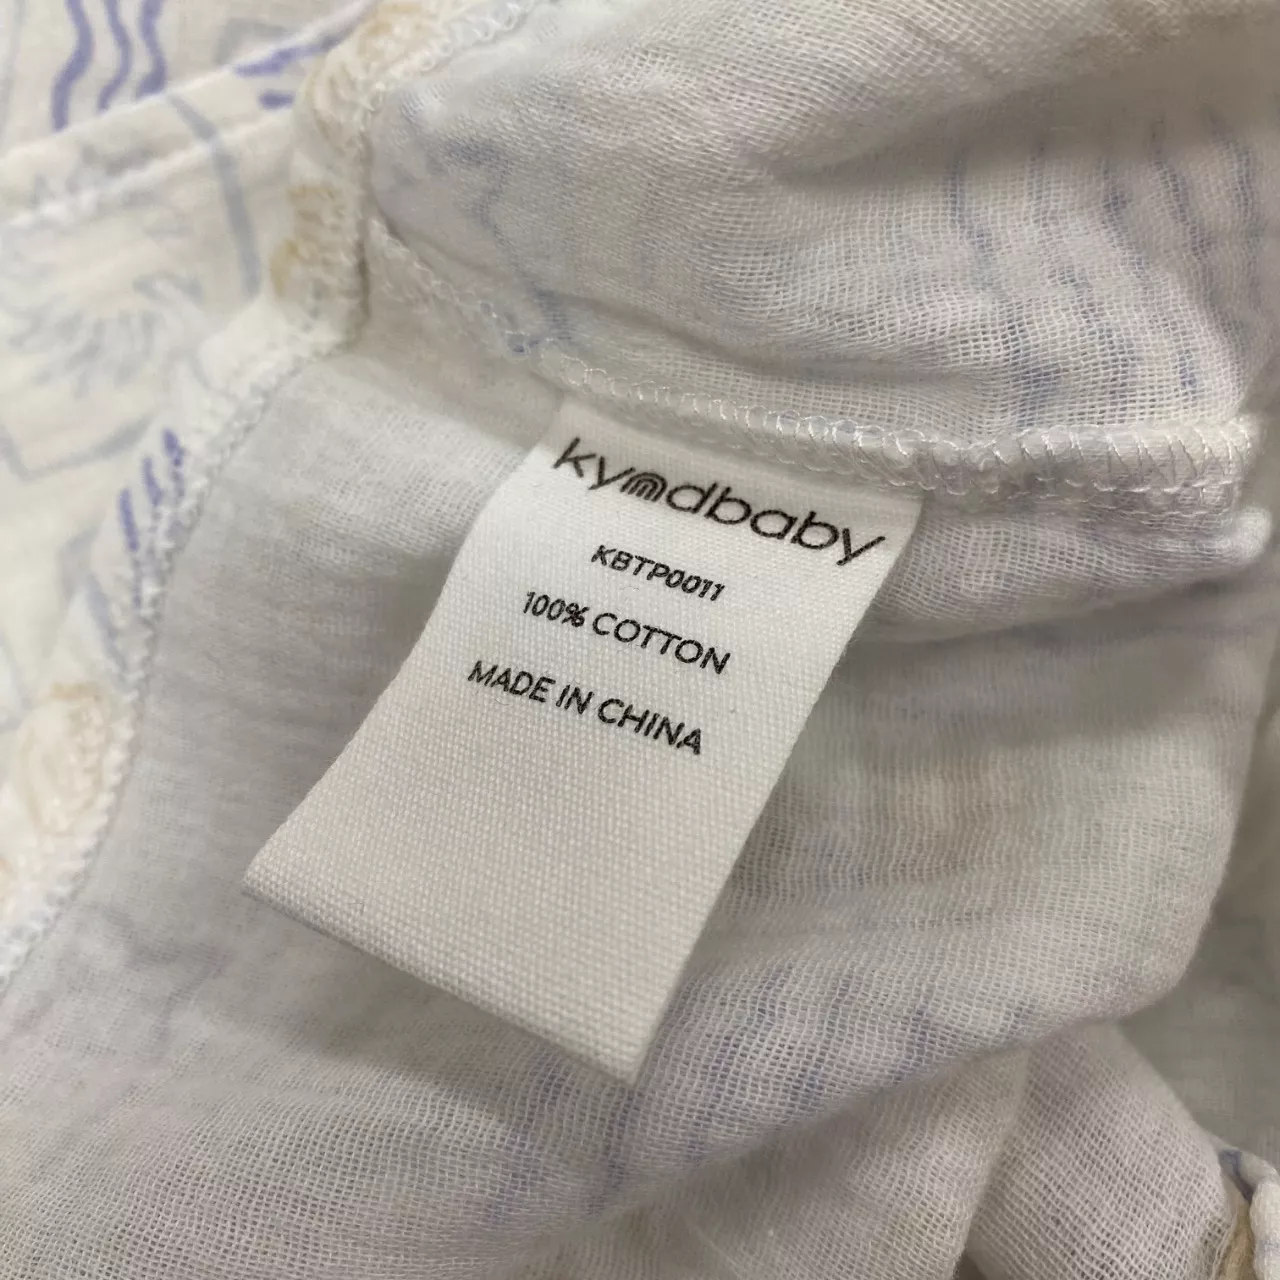 kyndbaby
KBTP0011
100% COTTON
MADE IN CHINA